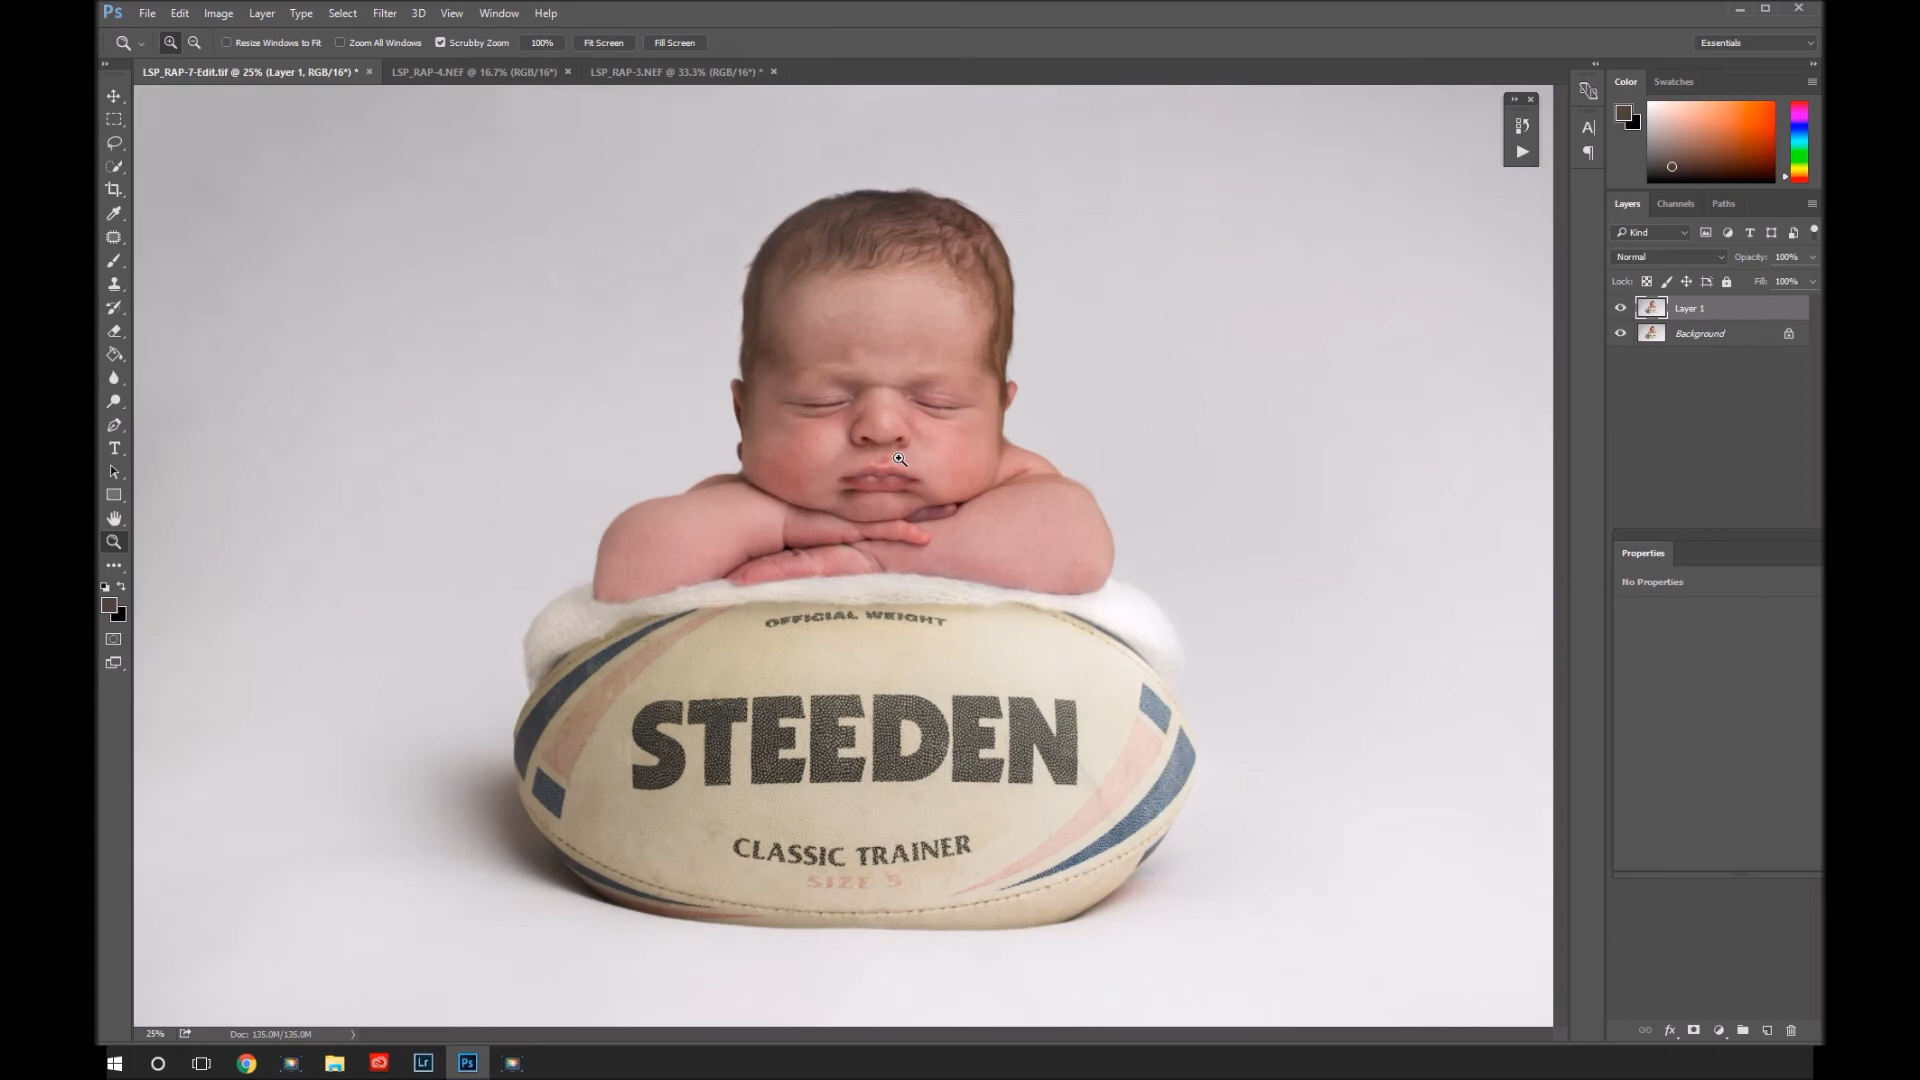 Ps File Edit Image Layer Type Select Filter 3D View Window Help
Resize Windows to Fit Zoom All Windows Scrubby Zoom 100% Fit Screen Fill Screen Essentials
LSP_RAP-7-Edit.tif @ 25% (Layer 1, RGB/16*) * LSP_RAP-4.NEF @ 16.7% (RGB/16*) LSP_RAP-3.NEF @ 33.3% (RGB/16*) *
Color Swatches
Layers Channels Paths
Kind
Normal Opacity: 100%
Lock: Fill: 100%
Layer 1
Background
Properties
No Properties
OFFICIAL WEIGHT
STEEDEN
CLASSIC TRAINER
SIZE 5
25% Doc: 135.0M/135.0M
Lr Ps